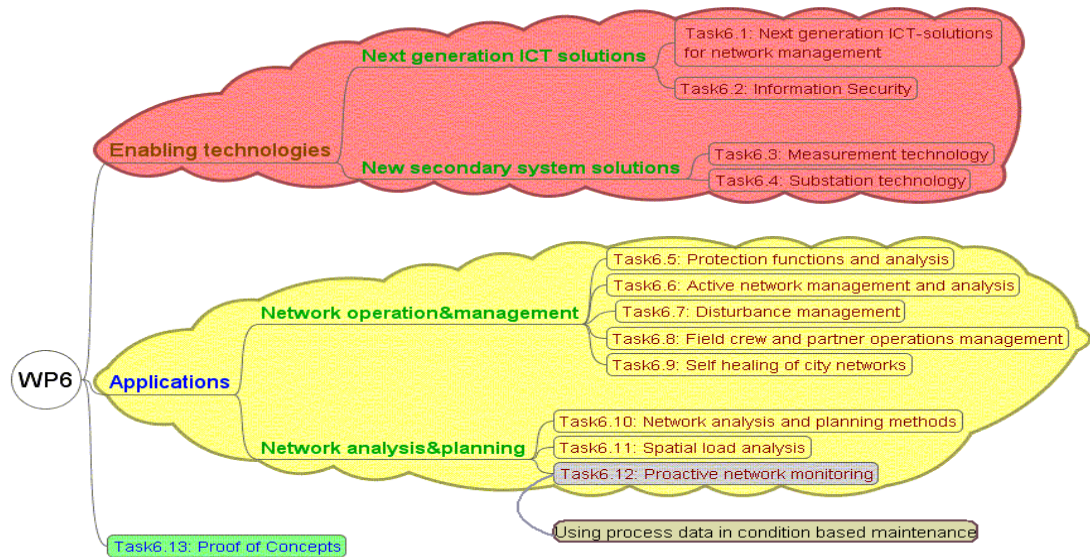 Next generation ICT solutions
Task6.1: Next generation ICT-solutions
for network management
Task6.2: Information Security
Enabling technologies
New secondary system solutions
Task6.3: Measurement technology
Task6.4: Substation technology
Task6.5: Protection functions and analysis
Task6.6: Active network management and analysis
Network operation&management
Task6.7: Disturbance management
Task6.8: Field crew and partner operations management
Task6.9: Self healing of city networks
WP6
Applications
Task6.10: Network analysis and planning methods
Network analysis&planning
Task6.11: Spatial load analysis
Task6.12: Proactive network monitoring
Using process data in condition based maintenance
Task6.13: Proof of Concepts